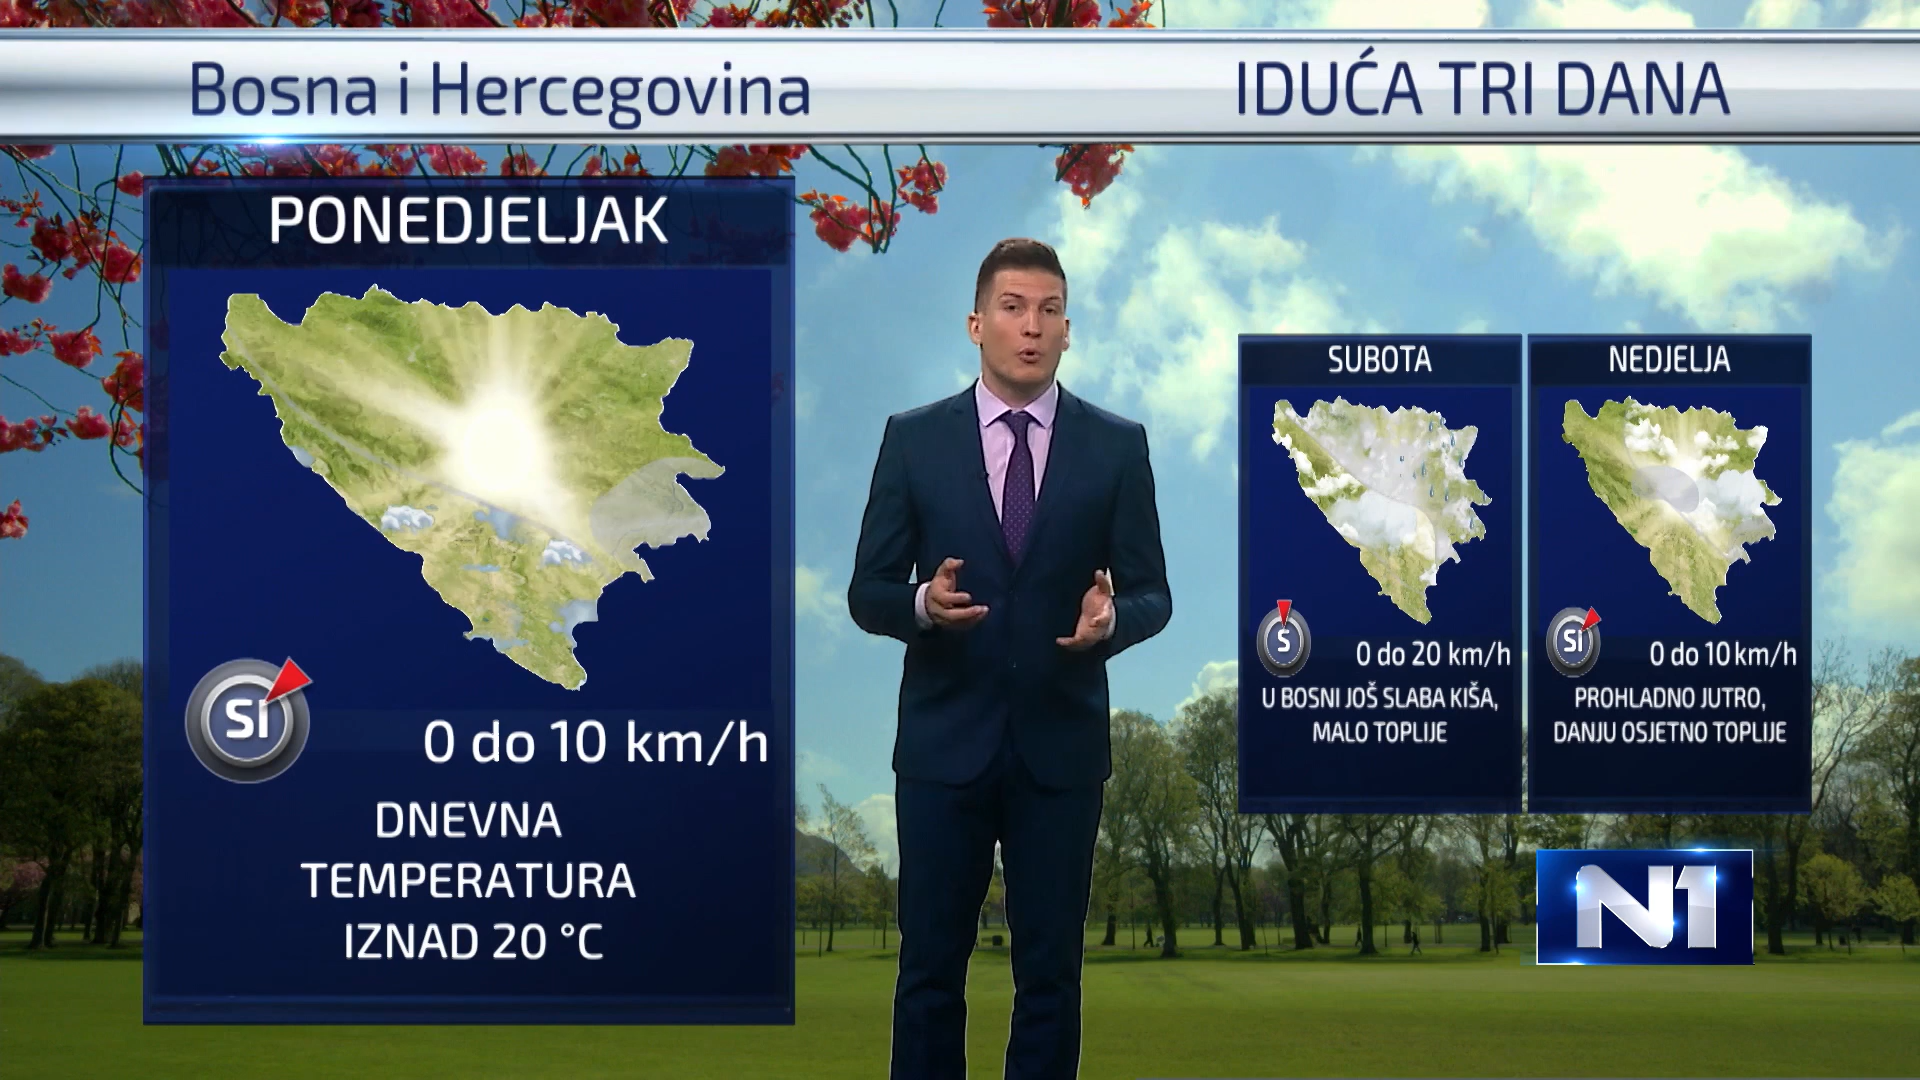 Bosna i Hercegovina
IDUĆA TRI DANA
PONEDJELJAK
SI
0 do 10 km/h
DNEVNA
TEMPERATURA
IZNAD 20 °C
SUBOTA
S
0 do 20 km/h
U BOSNI JOŠ SLABA KIŠA,
MALO TOPLIJE
NEDJELJA
SI
0 do 10 km/h
PROHLADNO JUTRO,
DANJU OSJETNO TOPLIJE
N1